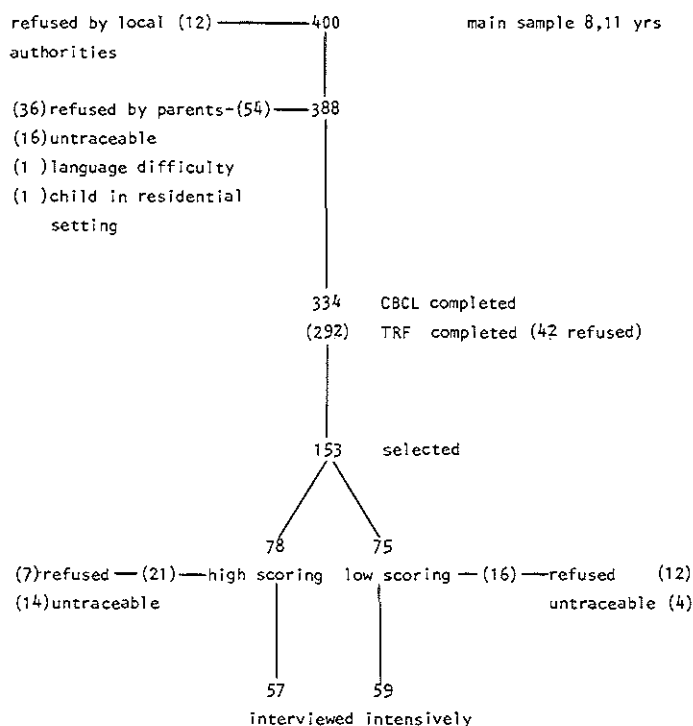 refused by local (12) 400 main sample 8,11 yrs
authorities
(36)refused by parents-(54) 388
(16)untraceable
(1 )language difficulty
(1 )child in residential
setting
334 CBCL completed
(292) TRF completed (42 refused)
153 selected
78 75
(7)refused (21) high scoring low scoring (16) refused (12)
(14)untraceable untraceable (4)
57 59
interviewed intensively